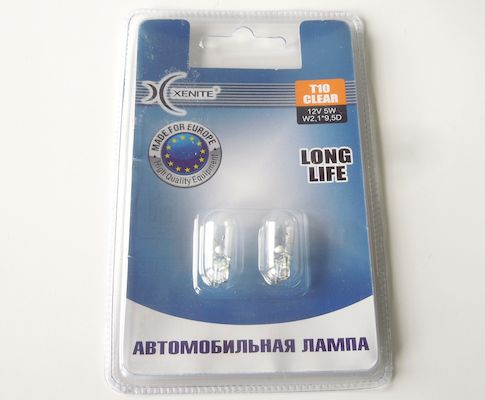 XENITE®
T10
CLEAR
12V 5W
W2,1*9,5D
MADE FOR EUROPE
High Quality Equipment
LONG
LIFE
АВТОМОБИЛЬНАЯ ЛАМПА